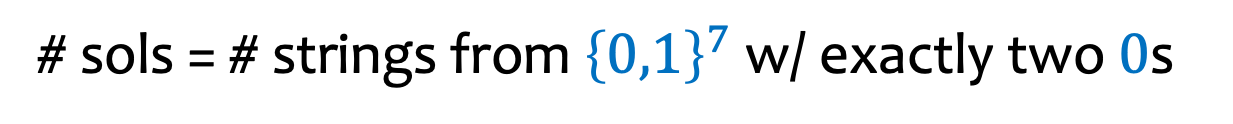 # sols = # strings from {0,1}⁷ w/ exactly two 0s